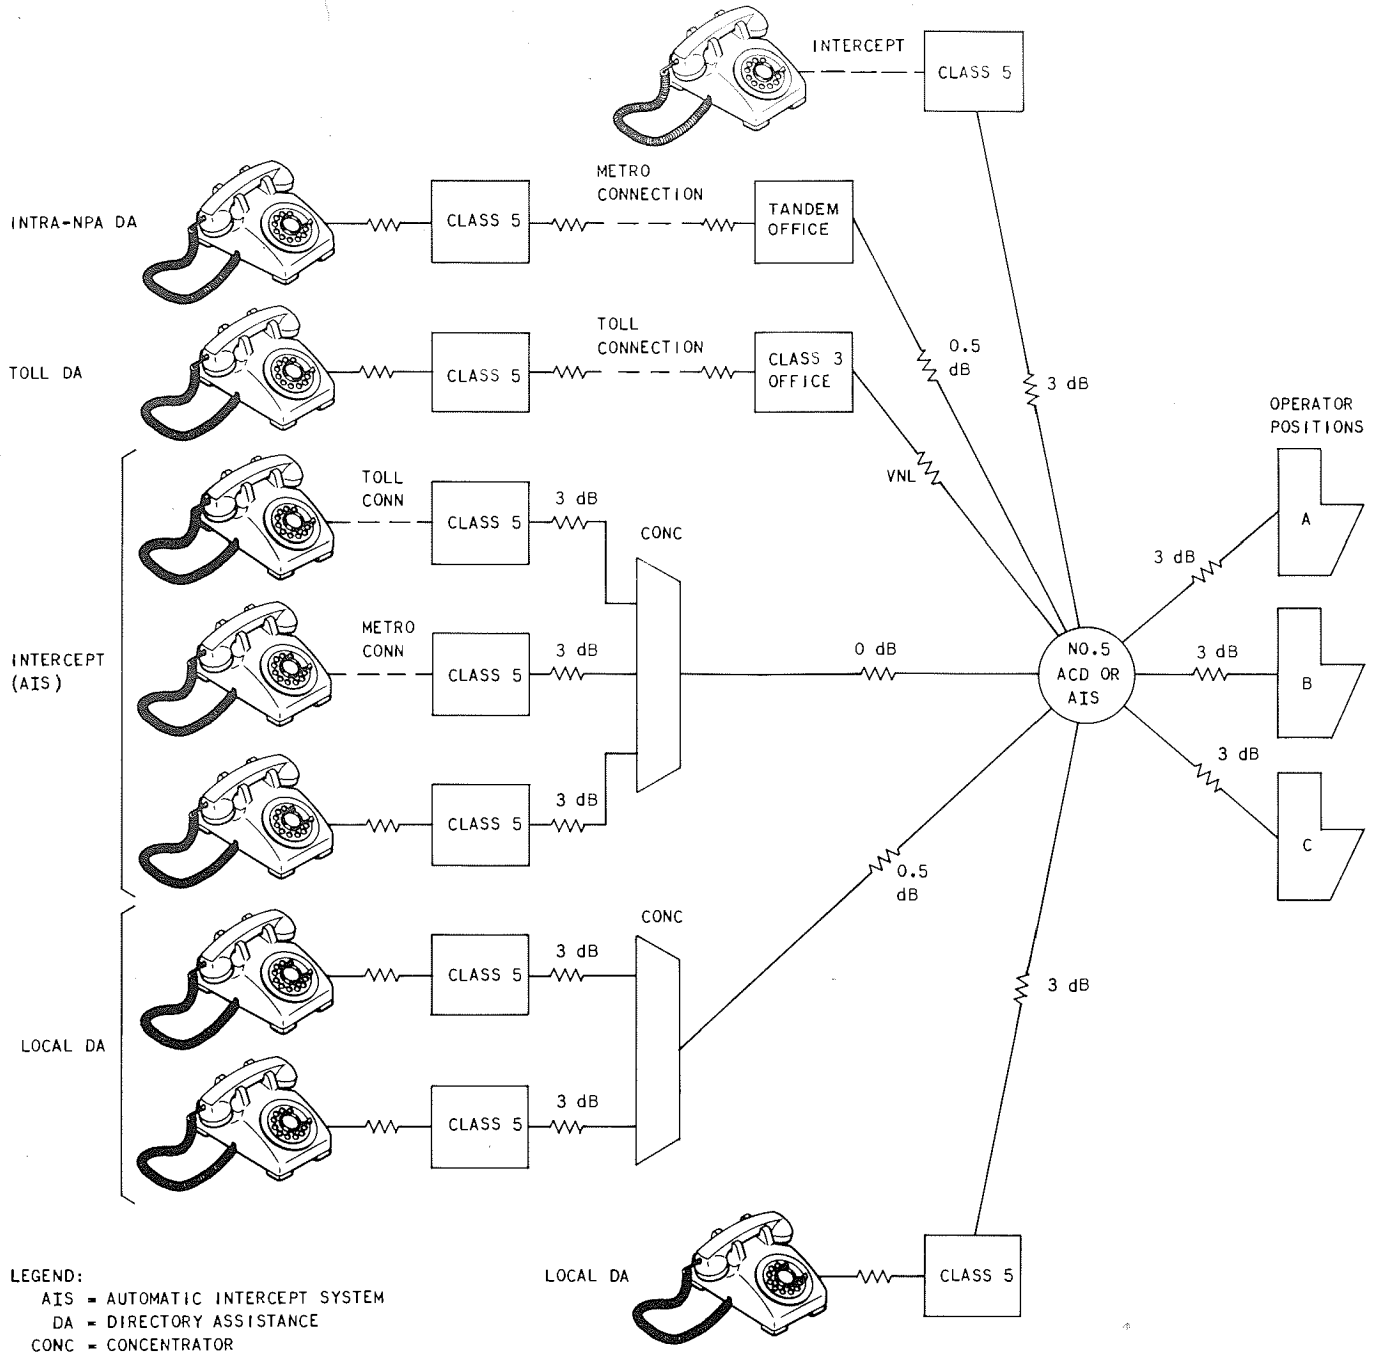 INTERCEPT
CLASS 5
INTRA-NPA DA
CLASS 5
METRO
CONNECTION
TANDEM
OFFICE
0.5
dB
3 dB
TOLL DA
CLASS 5
TOLL
CONNECTION
CLASS 3
OFFICE
VNL
OPERATOR
POSITIONS
INTERCEPT
(AIS)
TOLL
CONN
CLASS 5
3 dB
METRO
CONN
CLASS 5
3 dB
CLASS 5
3 dB
CONC
0 dB
NO.5
ACD OR
AIS
3 dB
A
3 dB
B
3 dB
C
LOCAL DA
CLASS 5
3 dB
CLASS 5
3 dB
CONC
0.5
dB
3 dB
LOCAL DA
CLASS 5
LEGEND:
AIS = AUTOMATIC INTERCEPT SYSTEM
DA = DIRECTORY ASSISTANCE
CONC = CONCENTRATOR